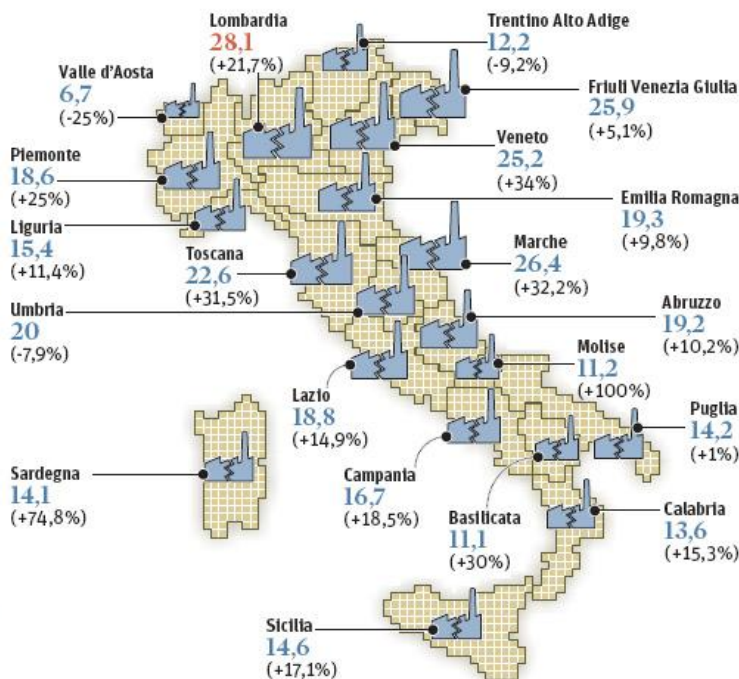 Lombardia
28,1
(+21,7%)
Trentino Alto Adige
12,2
(-9,2%)
Valle d'Aosta
6,7
(-25%)
Friuli Venezia Giulia
25,9
(+5,1%)
Veneto
25,2
(+34%)
Piemonte
18,6
(+25%)
Emilia Romagna
19,3
(+9,8%)
Liguria
15,4
(+11,4%)
Toscana
22,6
(+31,5%)
Marche
26,4
(+32,2%)
Umbria
20
(-7,9%)
Abruzzo
19,2
(+10,2%)
Molise
11,2
(+100%)
Lazio
18,8
(+14,9%)
Puglia
14,2
(+1%)
Sardegna
14,1
(+74,8%)
Campania
16,7
(+18,5%)
Basilicata
11,1
(+30%)
Calabria
13,6
(+15,3%)
Sicilia
14,6
(+17,1%)